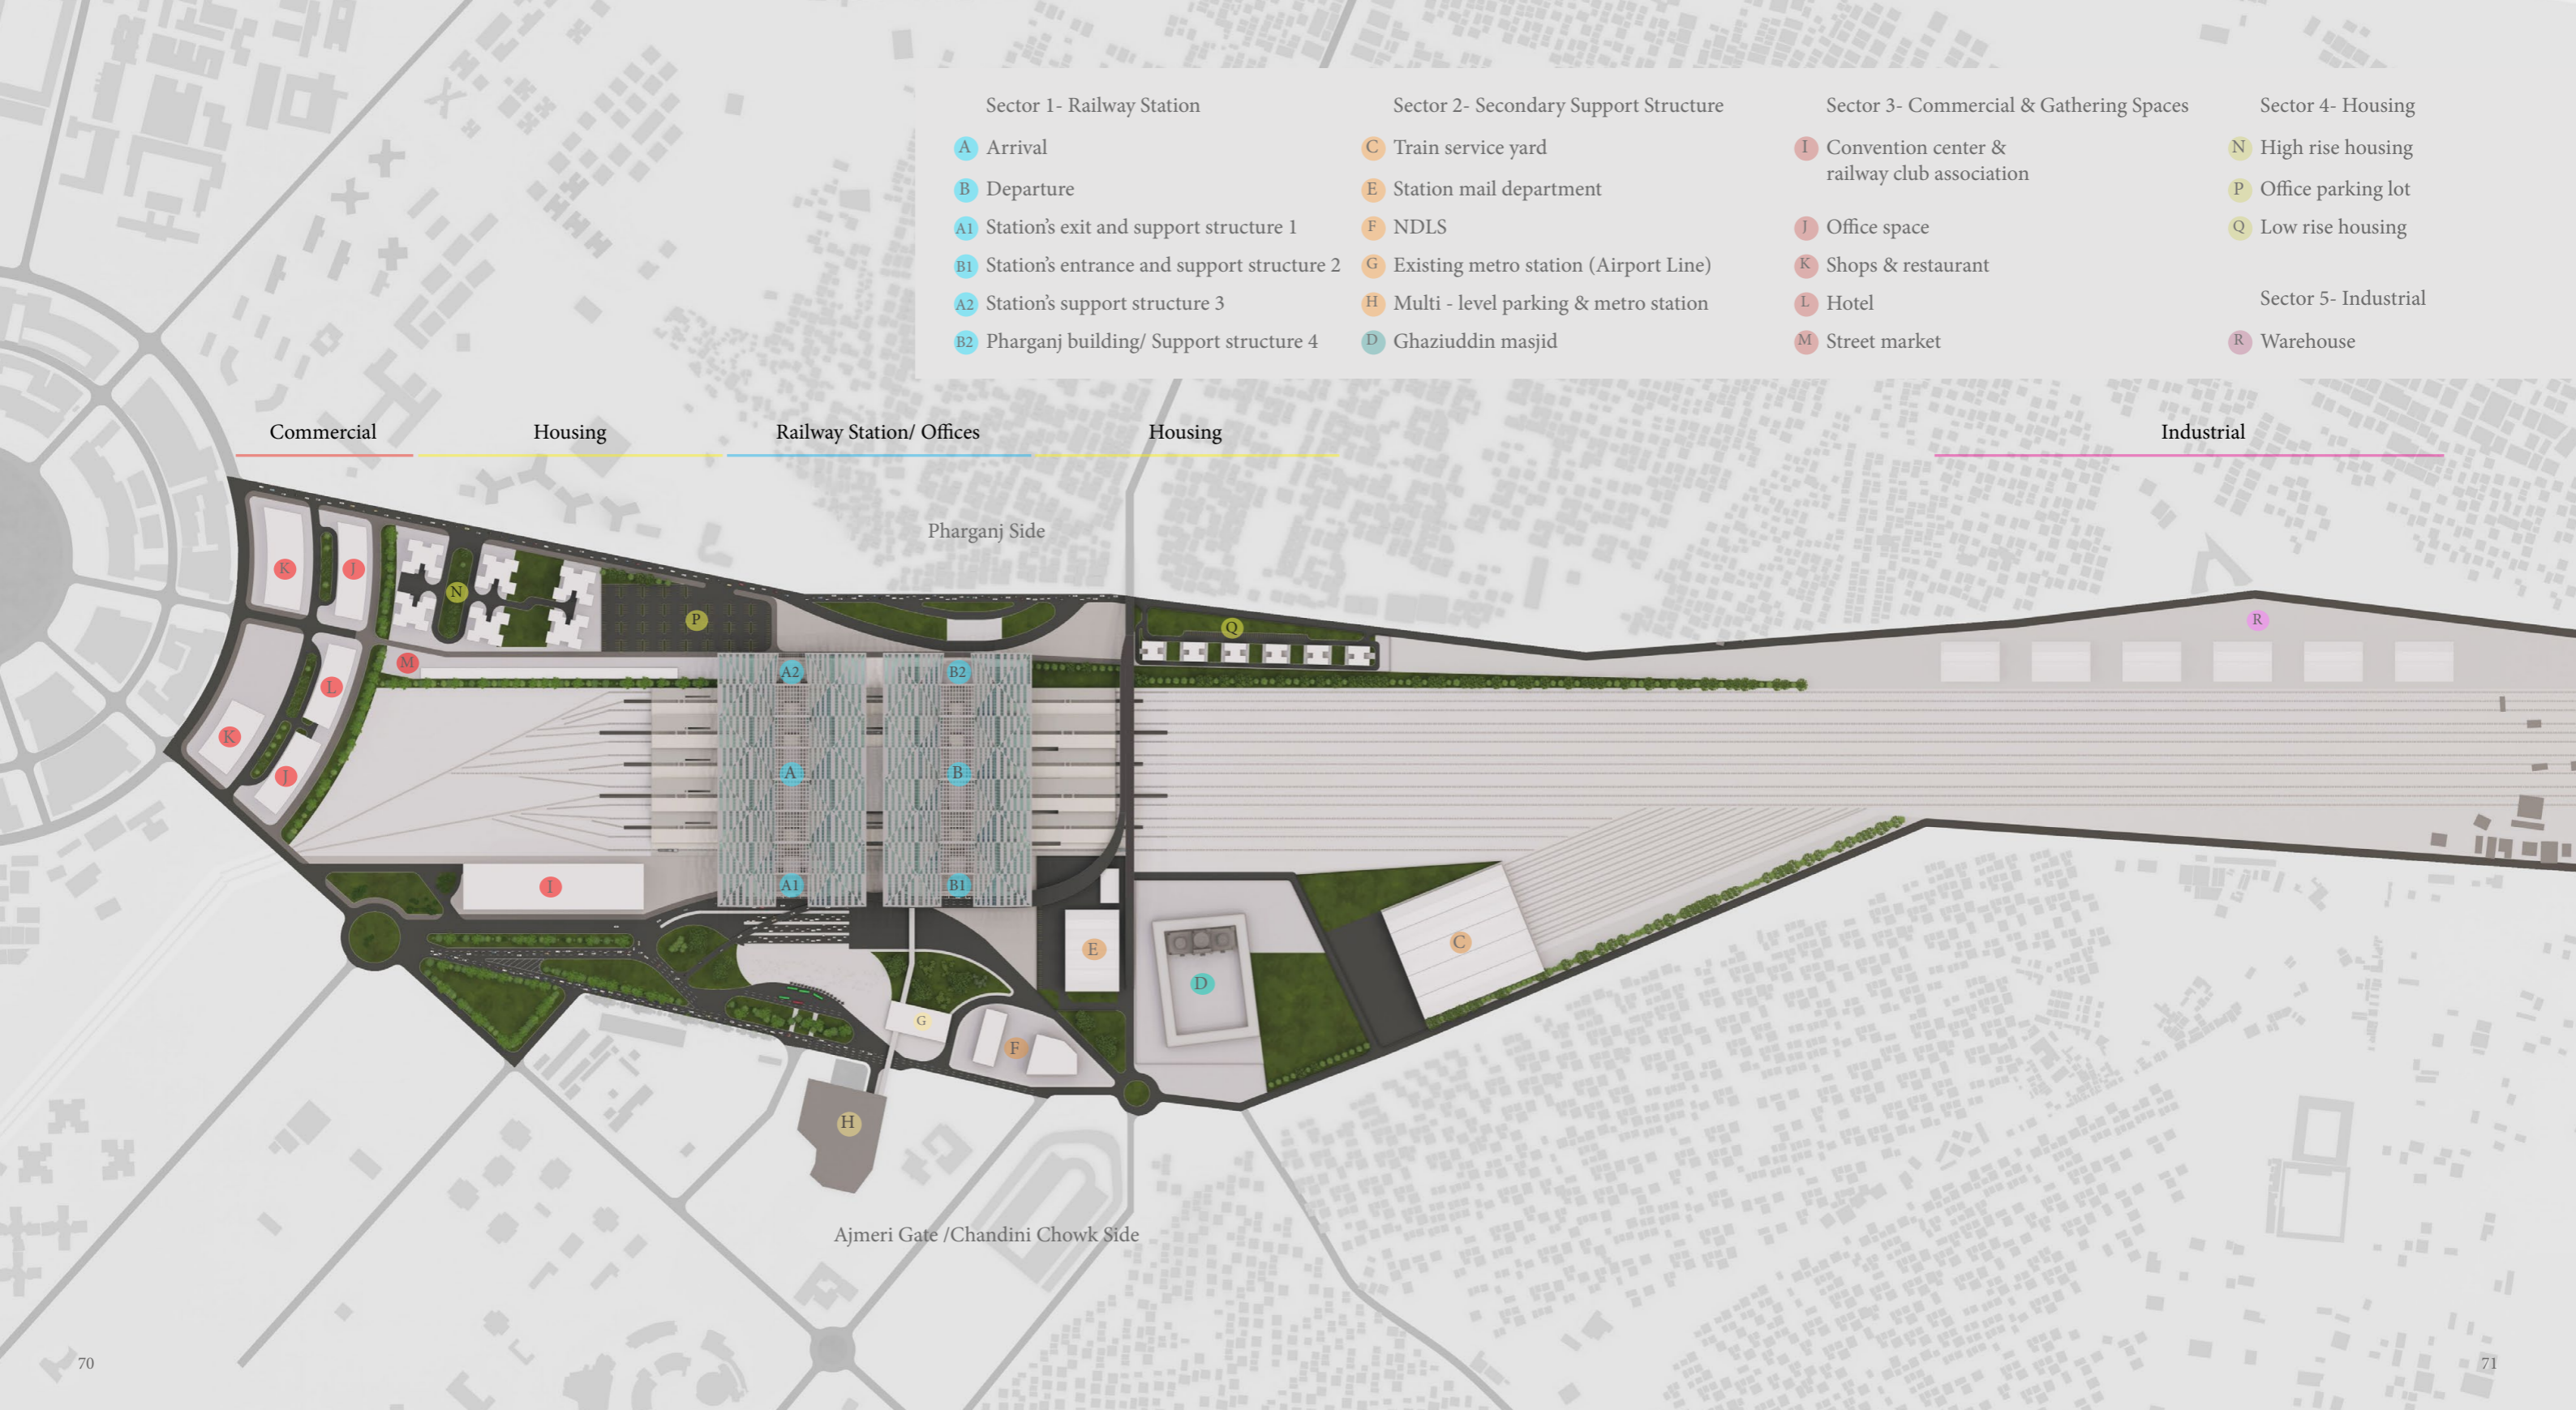 Sector 1- Railway Station
A Arrival
B Departure
A1 Station's exit and support structure 1
B1 Station's entrance and support structure 2
A2 Station's support structure 3
B2 Pharganj building/ Support structure 4
Sector 2- Secondary Support Structure
C Train service yard
E Station mail department
F NDLS
G Existing metro station (Airport Line)
H Multi - level parking & metro station
D Ghaziuddin masjid
Sector 3- Commercial & Gathering Spaces
I Convention center &
railway club association
J Office space
K Shops & restaurant
L Hotel
M Street market
Sector 4- Housing
N High rise housing
P Office parking lot
Q Low rise housing
Sector 5- Industrial
R Warehouse
Commercial
Housing
Railway Station/ Offices
Housing
Industrial
Pharganj Side
K
J
N
P
Q
R
M
L
A2
B2
K
J
A
B
I
A1
B1
E
C
D
G
F
H
Ajmeri Gate /Chandini Chowk Side
70
71